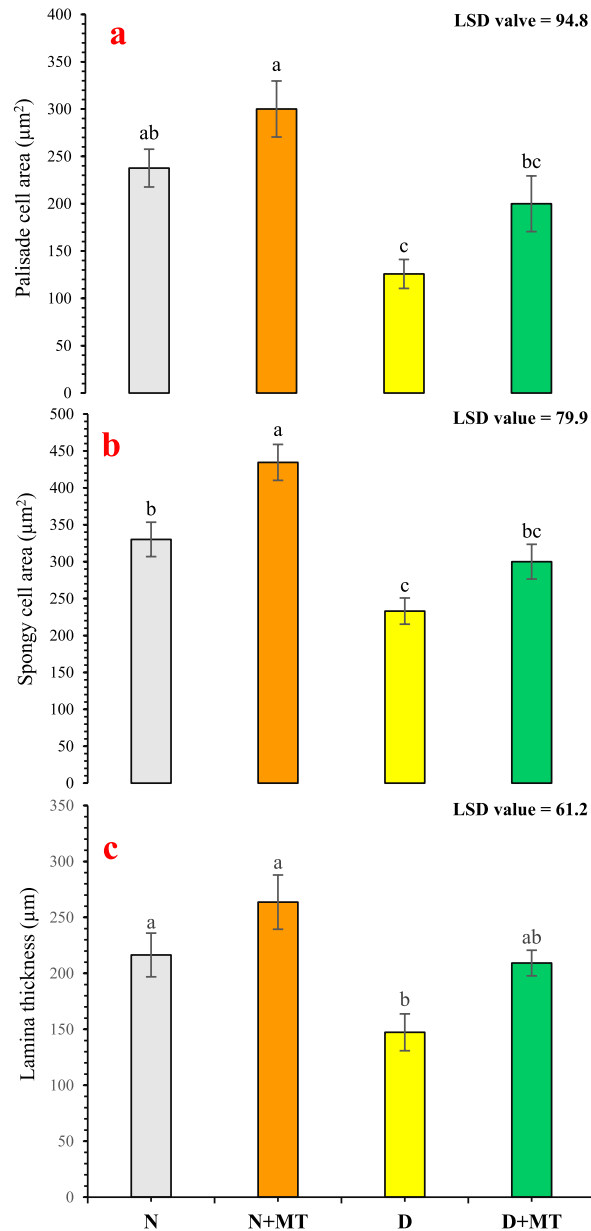 a
LSD valve = 94.8
Palisade cell area (µm²)
400
350
300
250
200
150
100
50
0
ab
a
c
bc
b
LSD value = 79.9
Spongy cell area (µm²)
500
450
400
350
300
250
200
150
100
50
0
b
a
c
bc
c
LSD value = 61.2
Lamina thickness (µm)
350
300
250
200
150
100
50
0
a
a
b
ab
N N+MT D D+MT